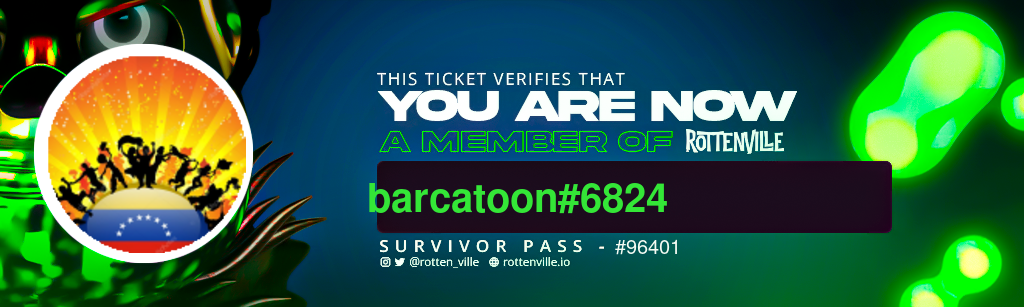 THIS TICKET VERIFIES THAT
YOU ARE NOW
A MEMBER OF ROTTENVILLE
barcatoon#6824
SURVIVOR PASS - #96401
@rotten_ville rottenville.io